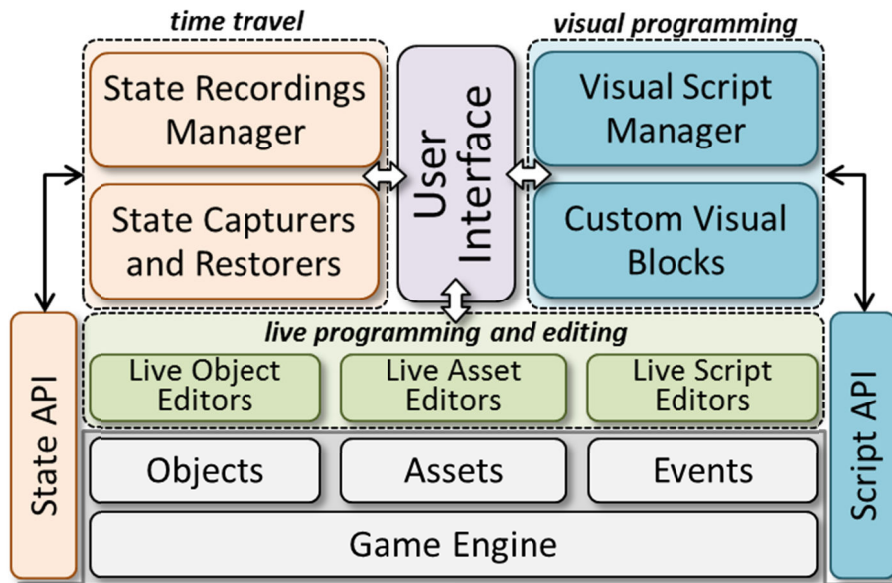 time travel
visual programming
State Recordings
Manager
State Capturers
and Restorers
User
Interface
Visual Script
Manager
Custom Visual
Blocks
live programming and editing
Live Object
Editors
Live Asset
Editors
Live Script
Editors
State API
Objects
Assets
Events
Script API
Game Engine